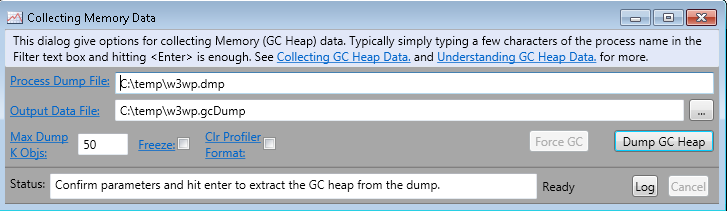 Collecting Memory Data
This dialog give options for collecting Memory (GC Heap) data. Typically simply typing a few characters of the process name in the
Filter text box and hitting <Enter> is enough. See Collecting GC Heap Data. and Understanding GC Heap Data. for more.
Process Dump File: C:\temp\w3wp.dmp
Output Data File: C:\temp\w3wp.gcDump ...
Max Dump K Objs: 50 Freeze: Clr Profiler Format: Force GC Dump GC Heap
Status: Confirm parameters and hit enter to extract the GC heap from the dump. Ready Log Cancel